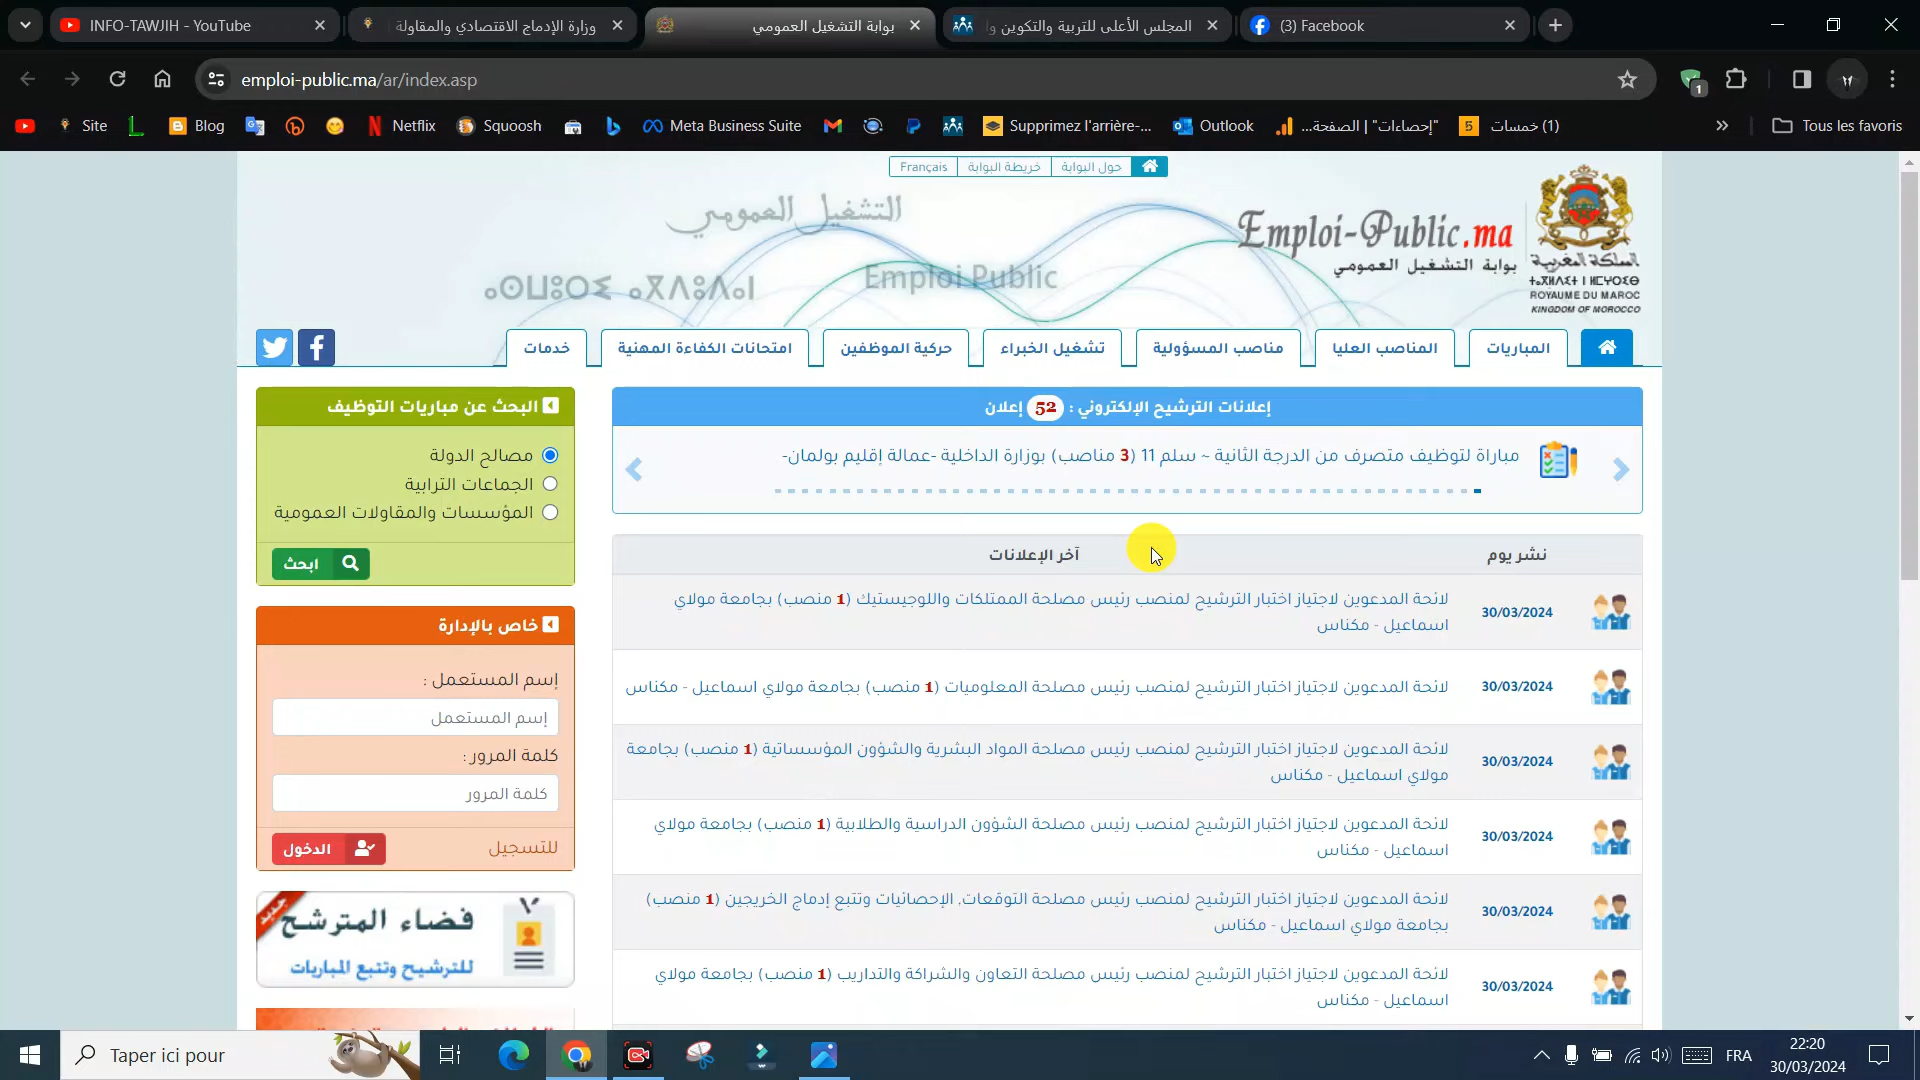 INFO-TAWJIH - YouTube
وزارة الإدماج الاقتصادي والمقاولة
بوابة التشغيل العمومي
المجلس الأعلى للتربية والتكوين وا
(3) Facebook
emploi-public.ma/ar/index.asp
1
Site
Blog
Netflix
Squoosh
Meta Business Suite
Supprimez l'arrière-...
Outlook
"إحصاءات" | الصفحة...
5
(1) خمسات
Tous les favoris
حول البوابة
خريطة البوابة
Français
التشغيل العمومي
Emploi Public
Emploi-Public.ma
بوابة التشغيل العمومي
المملكة المغربية
ROYAUME DU MAROC
KINGDOM OF MOROCCO
المباريات
المناصب العليا
مناصب المسؤولية
تشغيل الخبراء
حركية الموظفين
امتحانات الكفاءة المهنية
خدمات
إعلانات الترشيح الإلكتروني : 52 إعلان
مباراة لتوظيف متصرف من الدرجة الثانية ~ سلم 11 (3 مناصب) بوزارة الداخلية -عمالة إقليم بولمان-
نشر يوم
آخر الإعلانات
30/03/2024
لائحة المدعوين لاجتياز اختبار الترشيح لمنصب رئيس مصلحة الممتلكات واللوجيستيك (1 منصب) بجامعة مولاي
اسماعيل - مكناس
30/03/2024
لائحة المدعوين لاجتياز اختبار الترشيح لمنصب رئيس مصلحة المعلوميات (1 منصب) بجامعة مولاي اسماعيل - مكناس
30/03/2024
لائحة المدعوين لاجتياز اختبار الترشيح لمنصب رئيس مصلحة المواد البشرية والشؤون المؤسساتية (1 منصب) بجامعة
مولاي اسماعيل - مكناس
30/03/2024
لائحة المدعوين لاجتياز اختبار الترشيح لمنصب رئيس مصلحة الشؤون الدراسية والطلابية (1 منصب) بجامعة مولاي
اسماعيل - مكناس
30/03/2024
لائحة المدعوين لاجتياز اختبار الترشيح لمنصب رئيس مصلحة التوقعات, الإحصائيات وتتبع إدماج الخريجين (1 منصب)
بجامعة مولاي اسماعيل - مكناس
30/03/2024
لائحة المدعوين لاجتياز اختبار الترشيح لمنصب رئيس مصلحة التعاون والشراكة والتداريب (1 منصب) بجامعة مولاي
اسماعيل - مكناس
البحث عن مباريات التوظيف
مصالح الدولة
الجماعات الترابية
المؤسسات والمقاولات العمومية
ابحث
خاص بالإدارة
إسم المستعمل :
إسم المستعمل
كلمة المرور :
كلمة المرور
للتسجيل
الدخول
جديد
فضاء المترشح
للترشيح وتتبع المباريات
Taper ici pour
FRA
22:20
30/03/2024